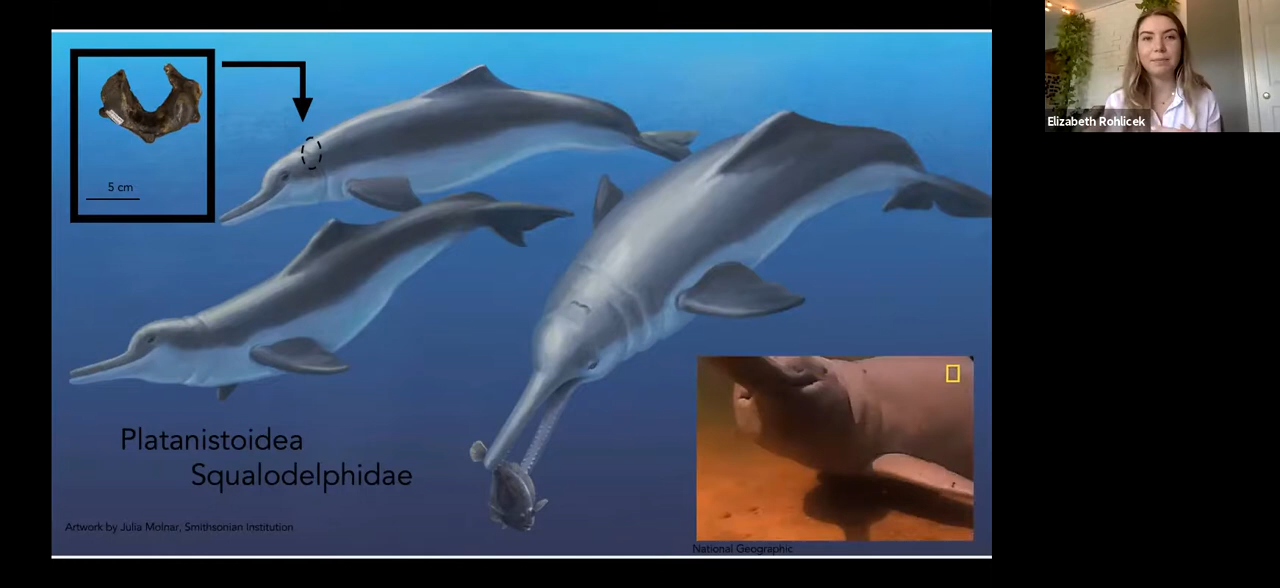 Elizabeth Rohlicek
5 cm
Platanistoidea
Squalodelphidae
Artwork by Julia Molnar, Smithsonian Institution
National Geographic